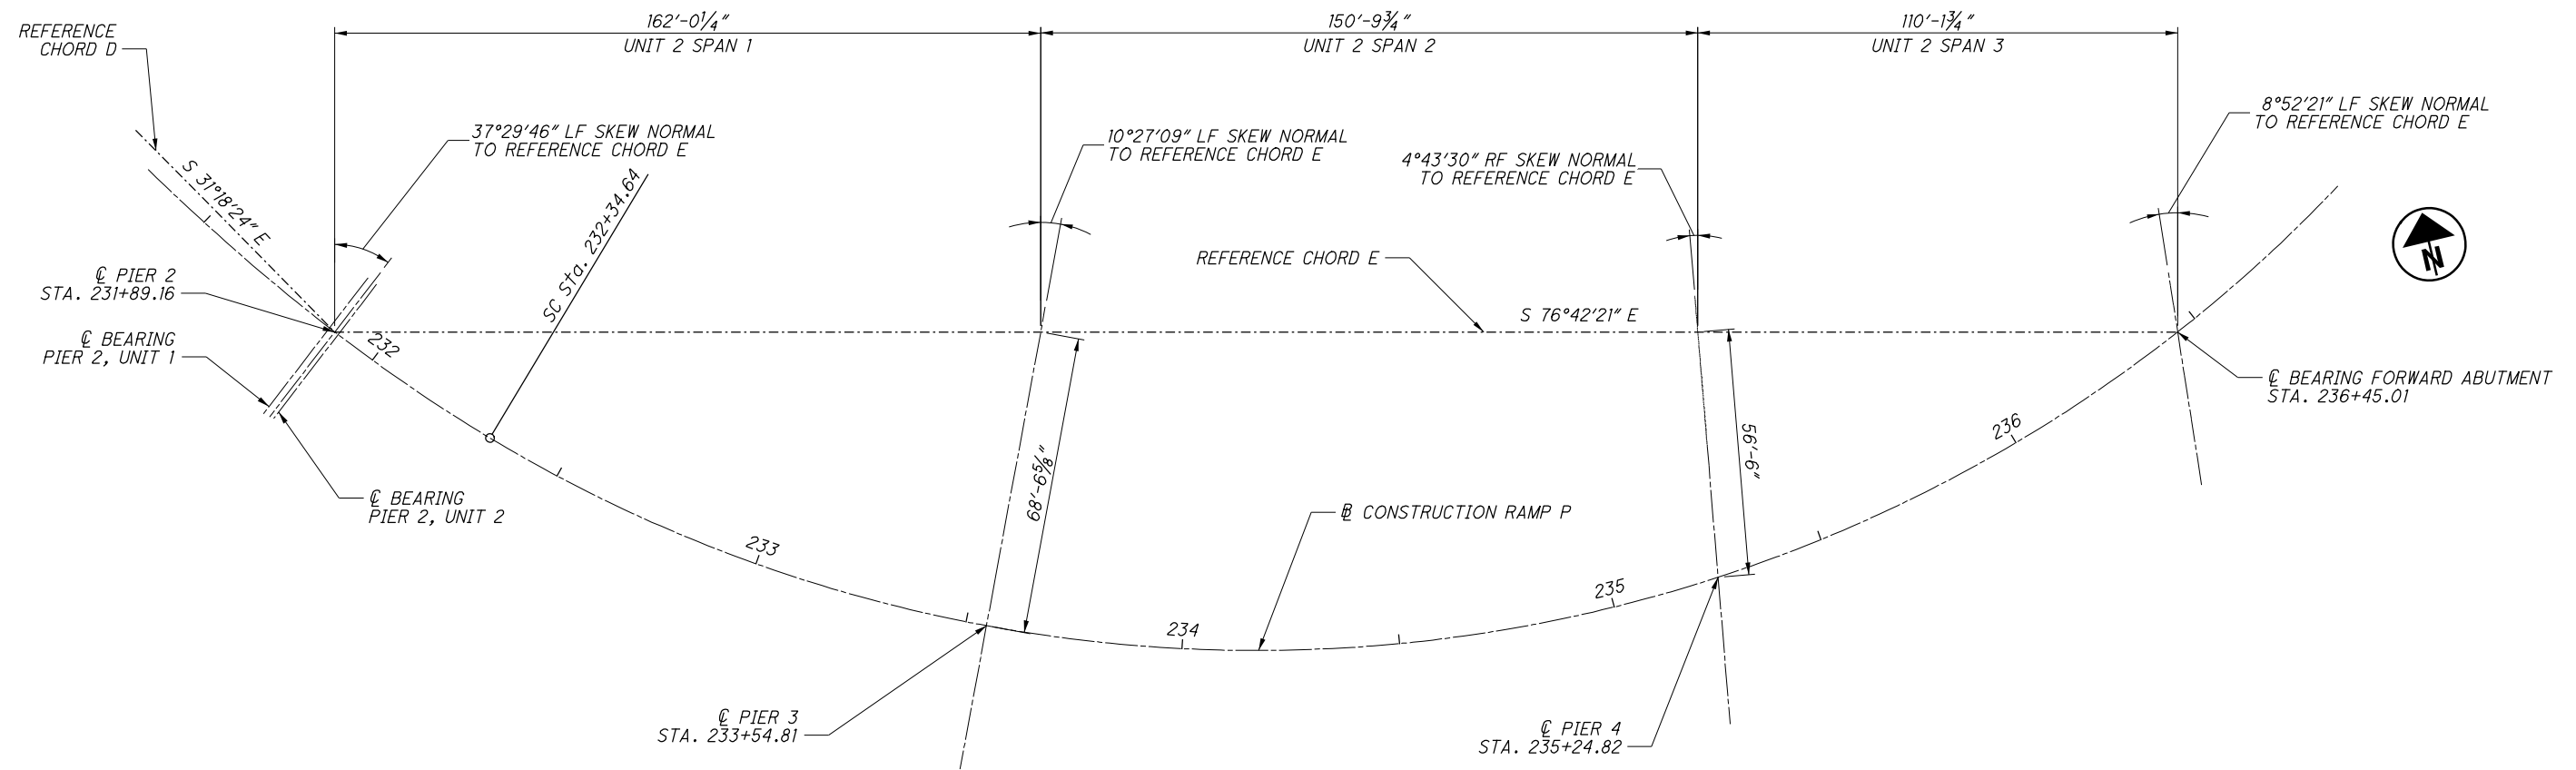 REFERENCE
CHORD D
162'-0¼"
UNIT 2 SPAN 1
150'-9¾"
UNIT 2 SPAN 2
110'-1¾"
UNIT 2 SPAN 3
S 31°18'24" E
37°29'46" LF SKEW NORMAL
TO REFERENCE CHORD E
SC Sta. 232+34.64
10°27'09" LF SKEW NORMAL
TO REFERENCE CHORD E
4°43'30" RF SKEW NORMAL
TO REFERENCE CHORD E
8°52'21" LF SKEW NORMAL
TO REFERENCE CHORD E
N
REFERENCE CHORD E
S 76°42'21" E
℄ PIER 2
STA. 231+89.16
℄ BEARING
PIER 2, UNIT 1
232
℄ BEARING
PIER 2, UNIT 2
233
68'-6⅝"
234
BL CONSTRUCTION RAMP P
235
56'-6"
236
℄ BEARING FORWARD ABUTMENT
STA. 236+45.01
℄ PIER 3
STA. 233+54.81
℄ PIER 4
STA. 235+24.82